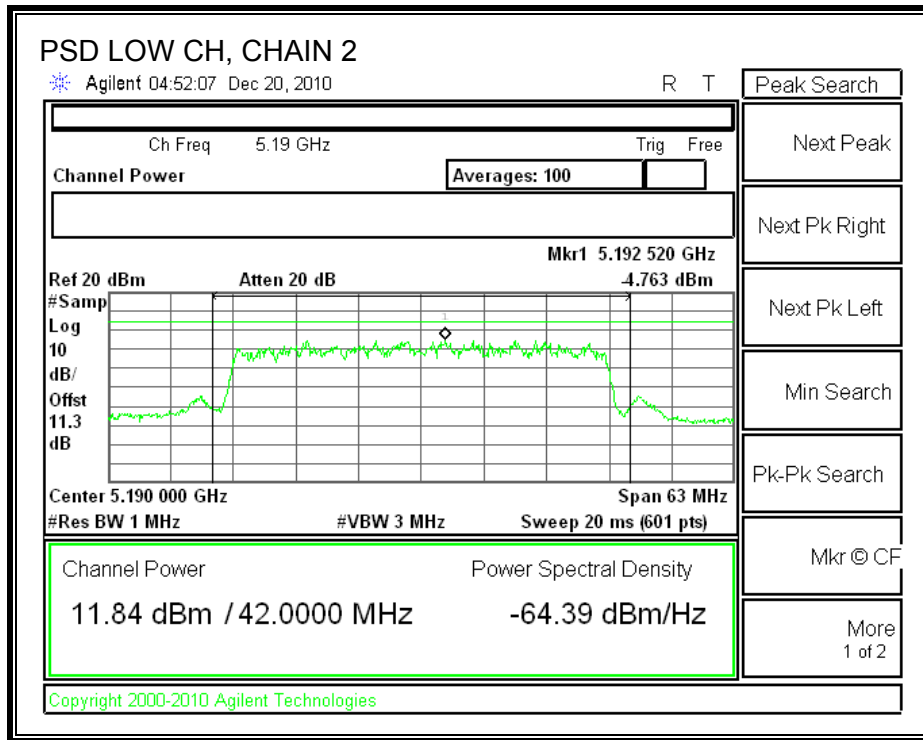 PSD LOW CH, CHAIN 2
Agilent 04:52:07 Dec 20, 2010 R T
Peak Search
Ch Freq 5.19 GHz Trig Free
Next Peak
Channel Power Averages: 100
Next Pk Right
Mkr1 5.192 520 GHz
Ref 20 dBm Atten 20 dB -4.763 dBm
#Samp
Log
10
dB/
Offst
11.3
dB
1
Next Pk Left
Min Search
Pk-Pk Search
Center 5.190 000 GHz Span 63 MHz
#Res BW 1 MHz #VBW 3 MHz Sweep 20 ms (601 pts)
Mkr © CF
Channel Power Power Spectral Density
11.84 dBm / 42.0000 MHz -64.39 dBm/Hz
More
1 of 2
Copyright 2000-2010 Agilent Technologies